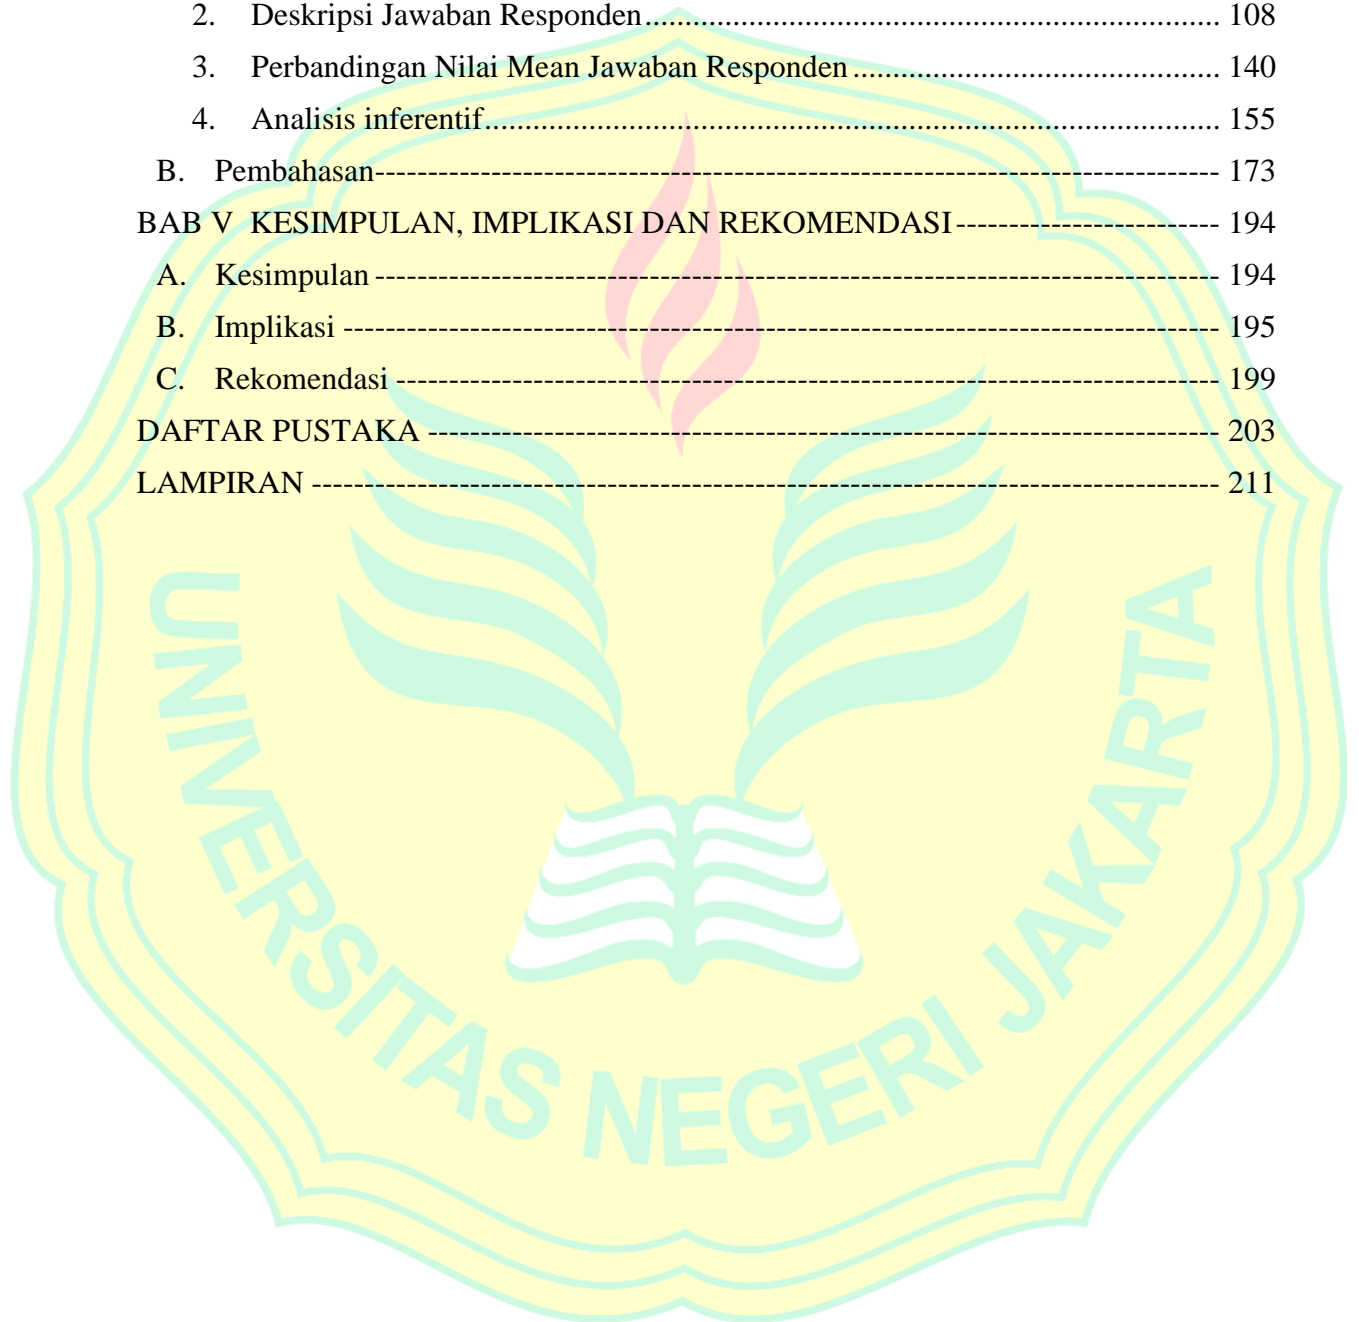 2. Deskripsi Jawaban Responden........................................................................ 108
3. Perbandingan Nilai Mean Jawaban Responden.............................................. 140
4. Analisis inferentif............................................................................................ 155
B. Pembahasan-------------------------------------------------------------------------------- 173
BAB V KESIMPULAN, IMPLIKASI DAN REKOMENDASI------------------------- 194
A. Kesimpulan-------------------------------------------------------------------------------- 194
B. Implikasi----------------------------------------------------------------------------------- 195
C. Rekomendasi------------------------------------------------------------------------------ 199
DAFTAR PUSTAKA--------------------------------------------------------------------------- 203
LAMPIRAN-------------------------------------------------------------------------------------- 211
UNIVERSITAS NEGERI JAKARTA